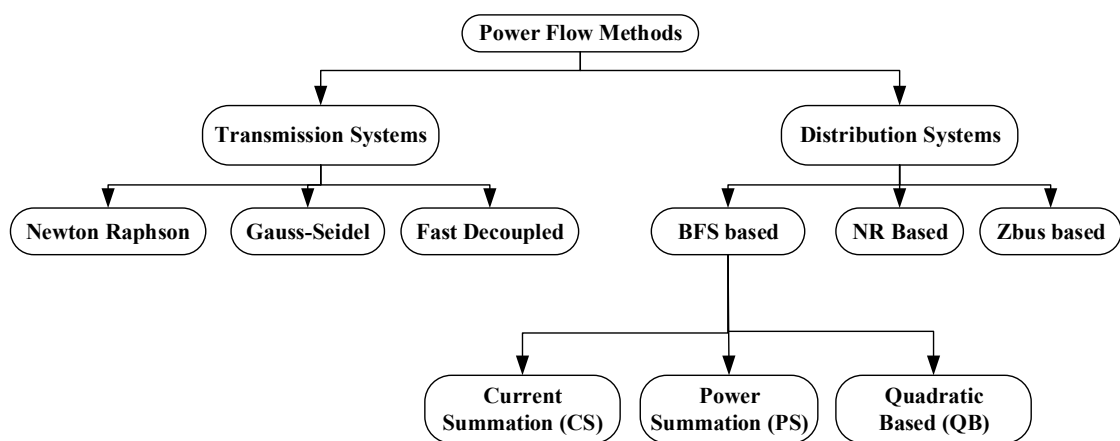 Power Flow Methods
Transmission Systems
Distribution Systems
Newton Raphson
Gauss-Seidel
Fast Decoupled
BFS based
NR Based
Zbus based
Current
Summation (CS)
Power
Summation (PS)
Quadratic
Based (QB)